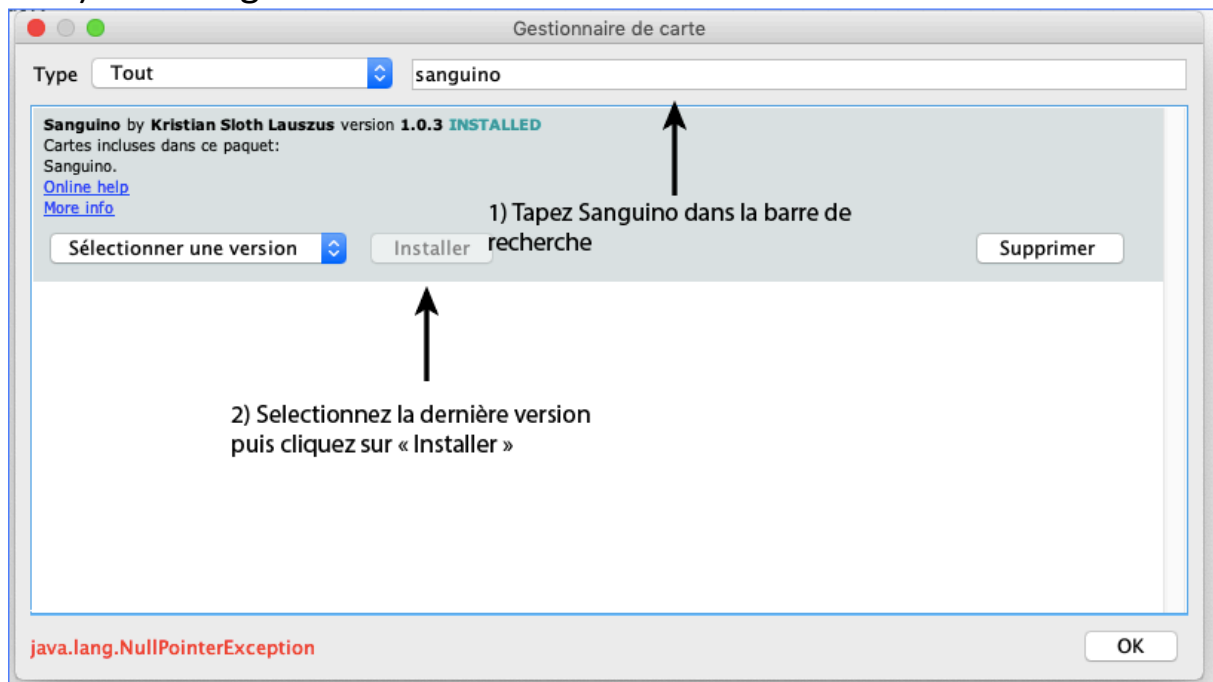 Gestionnaire de carte
Type Tout sanguino
Sanguino by Kristian Sloth Lauszus version 1.0.3 INSTALLED
Cartes incluses dans ce paquet:
Sanguino.
Online help
More info
1) Tapez Sanguino dans la barre de
recherche
Sélectionner une version Installer Supprimer
2) Selectionnez la dernière version
puis cliquez sur « Installer »
java.lang.NullPointerException OK